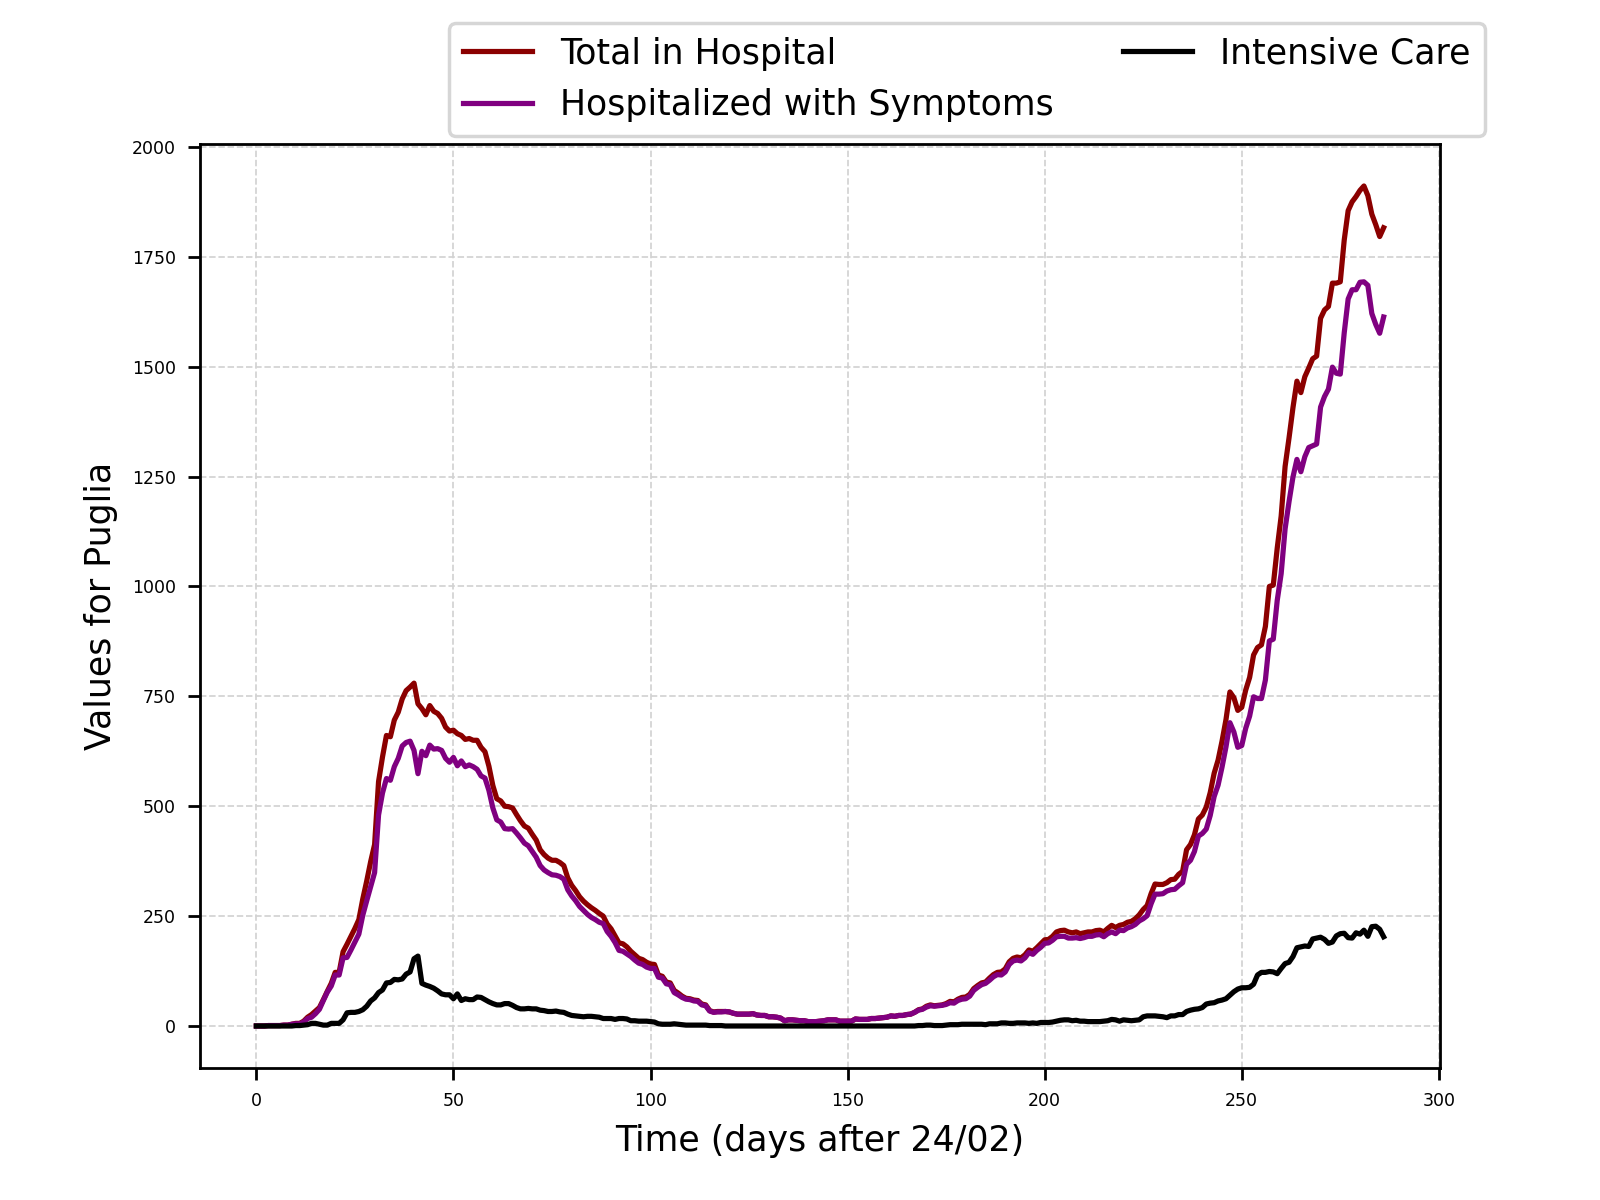 Total in Hospital
Hospitalized with Symptoms
Intensive Care
2000
1750
1500
1250
1000
750
500
250
0
Values for Puglia
0 50 100 150 200 250 300
Time (days after 24/02)